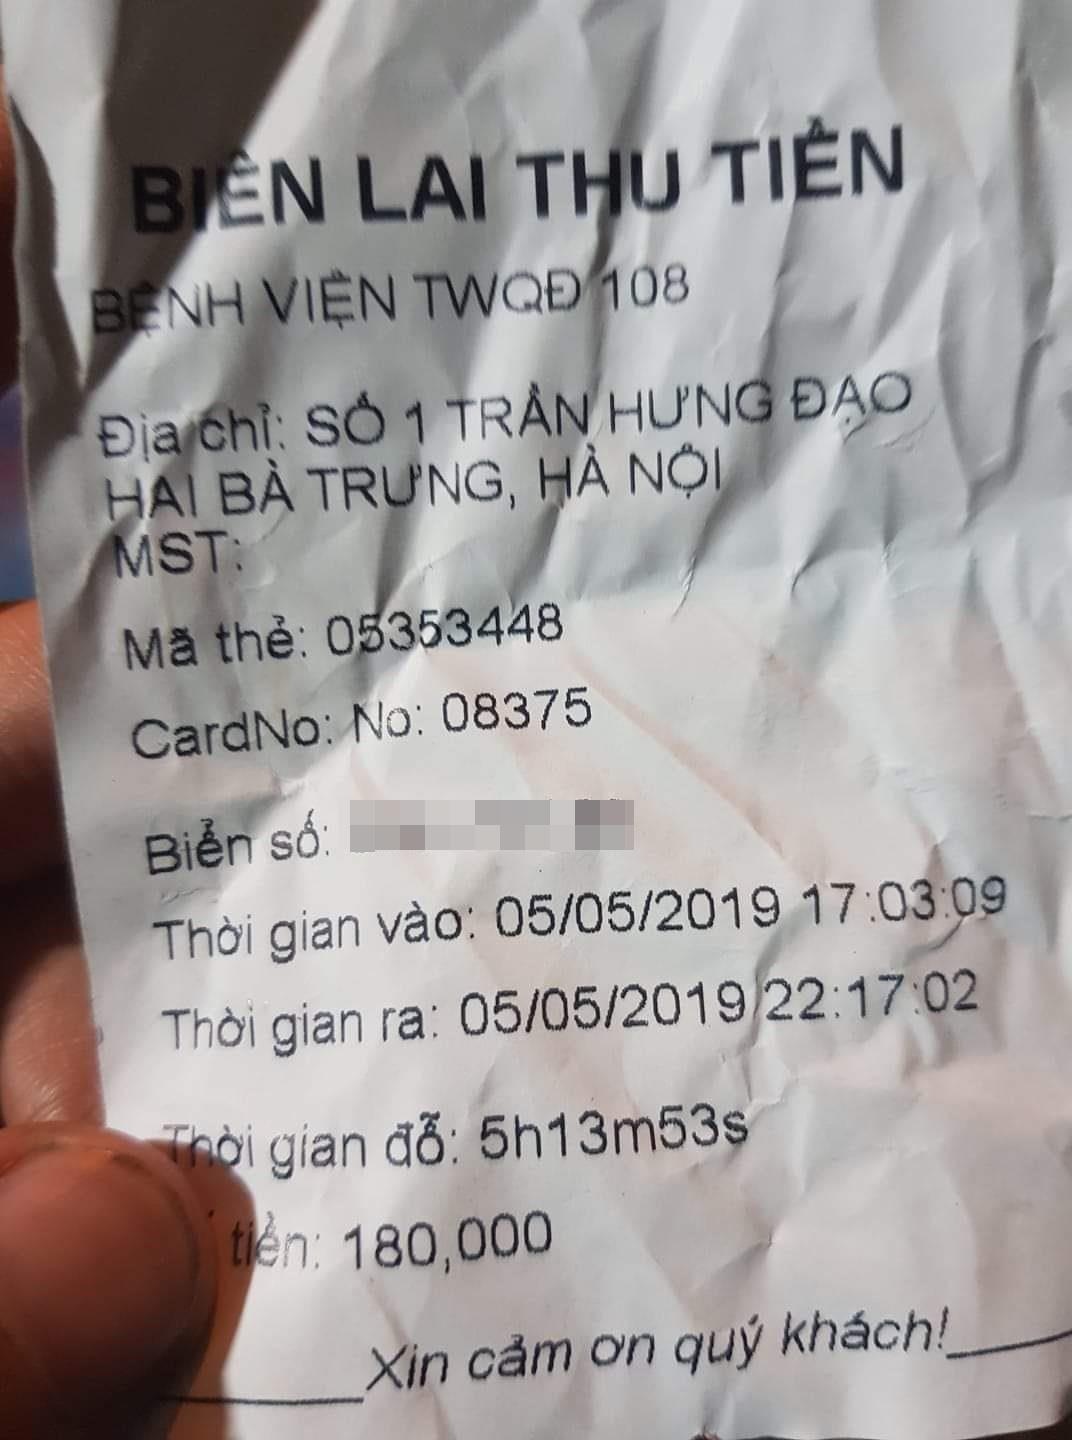 BIÊN LAI THU TIỀN
BỆNH VIỆN TWQĐ 108
Địa chỉ: SỐ 1 TRẦN HƯNG ĐẠO
HAI BÀ TRƯNG, HÀ NỘI
MST:
Mã thẻ: 05353448
CardNo: No: 08375
Biển số:
Thời gian vào: 05/05/2019 17:03:09
Thời gian ra: 05/05/2019 22:17:02
Thời gian đỗ: 5h13m53s
tiền: 180,000
Xin cảm ơn quý khách!